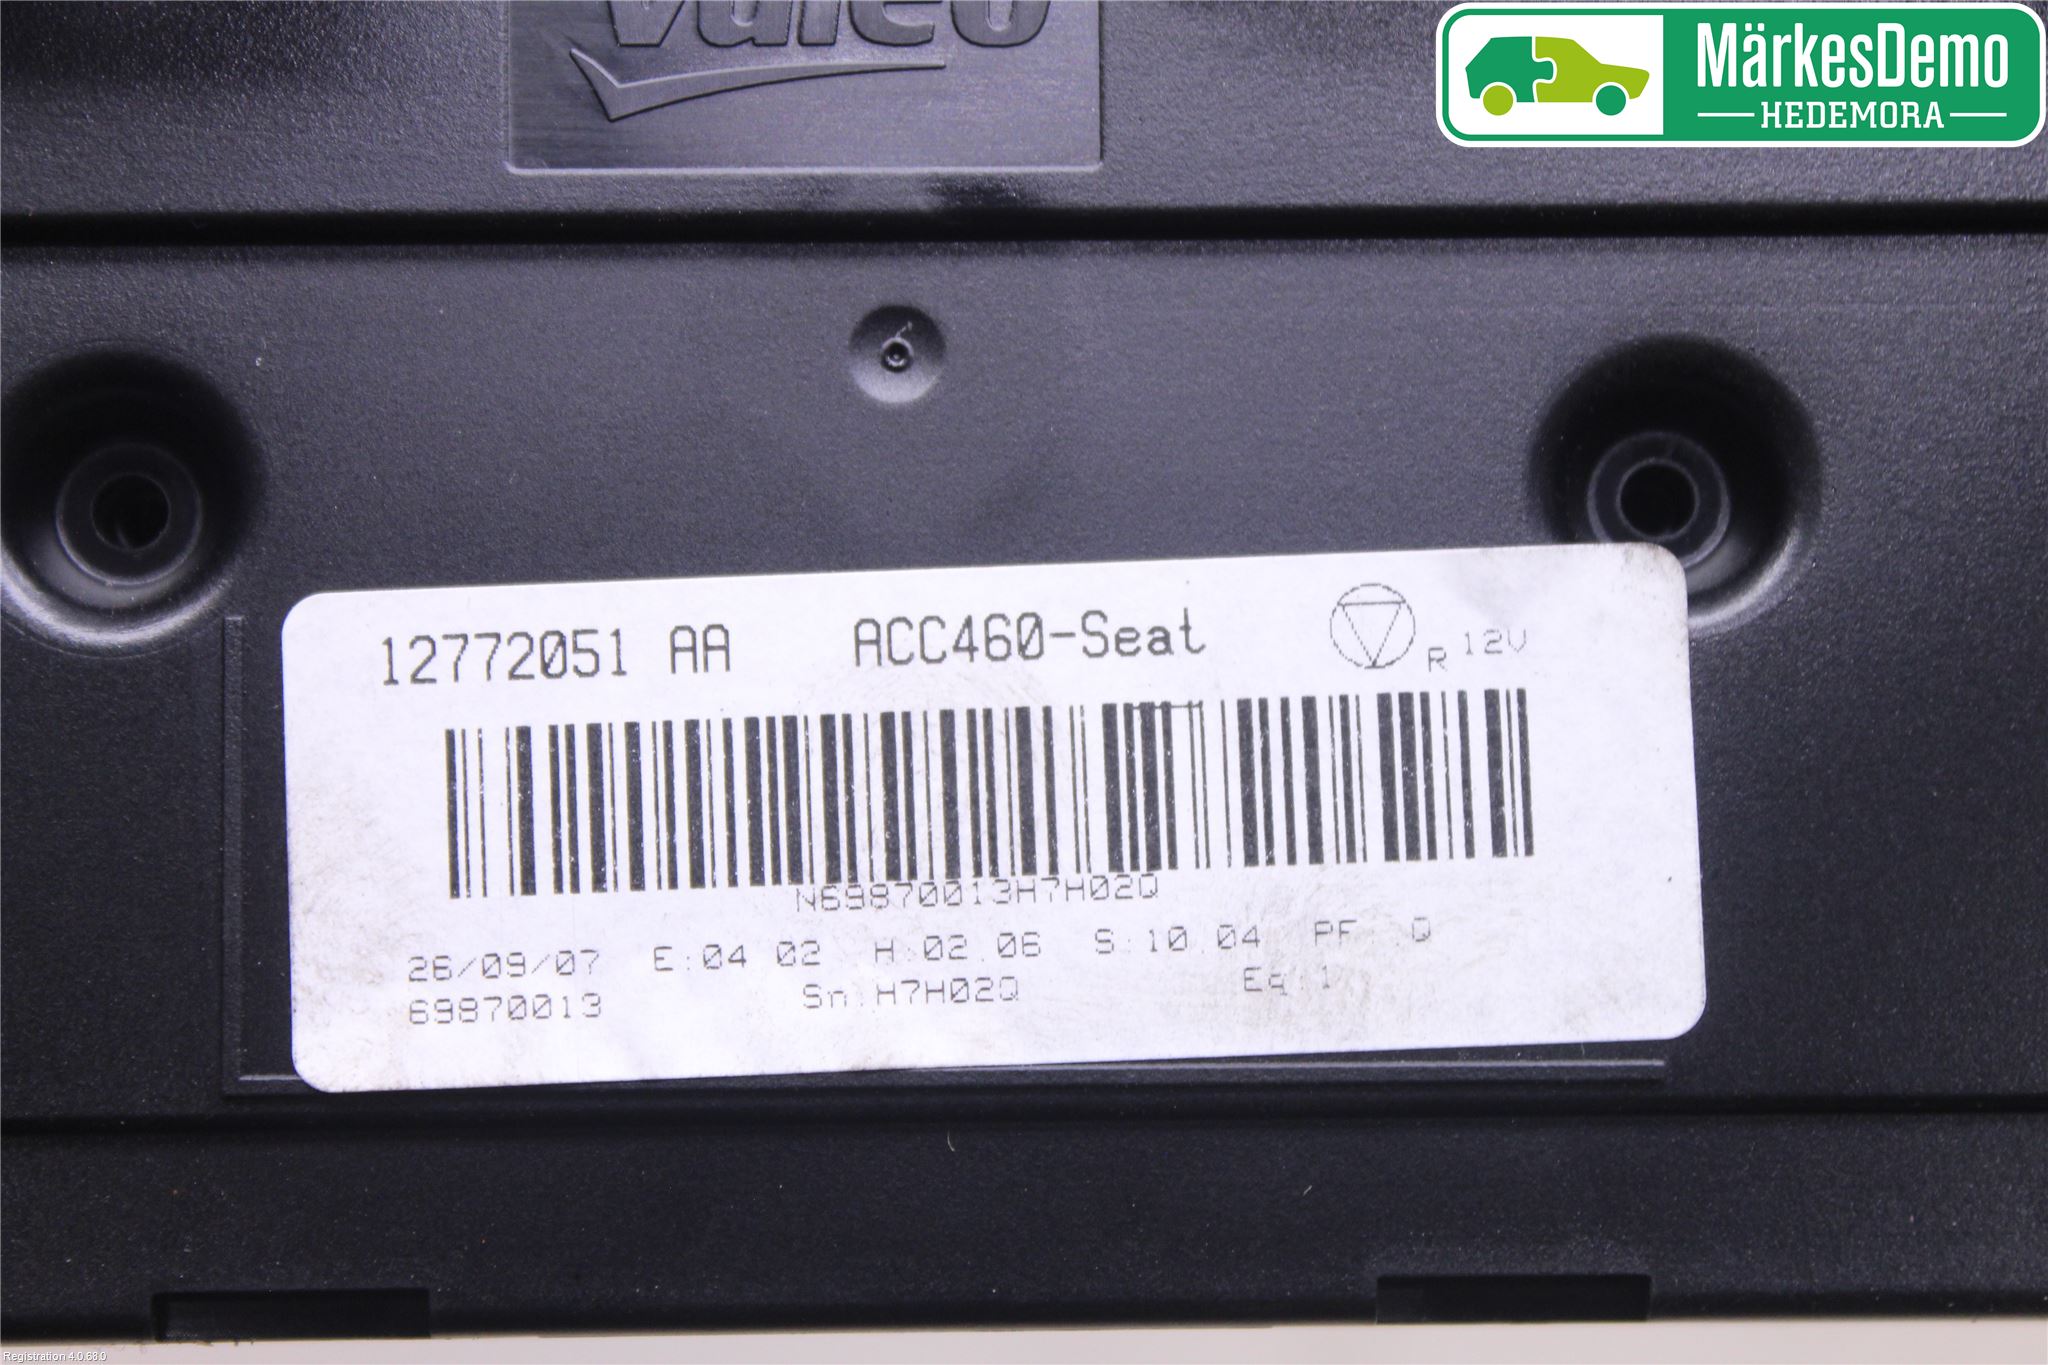 Valeo
MärkesDemo
HEDEMORA
12772051 AA ACC460-Seat R 12V
N69870013H7H02Q
26/09/07 E:04 02 H:02.06 S:10.04 PF: Q
69870013 Sn:H7H02Q Eq:1
Registration 4.0.68.0